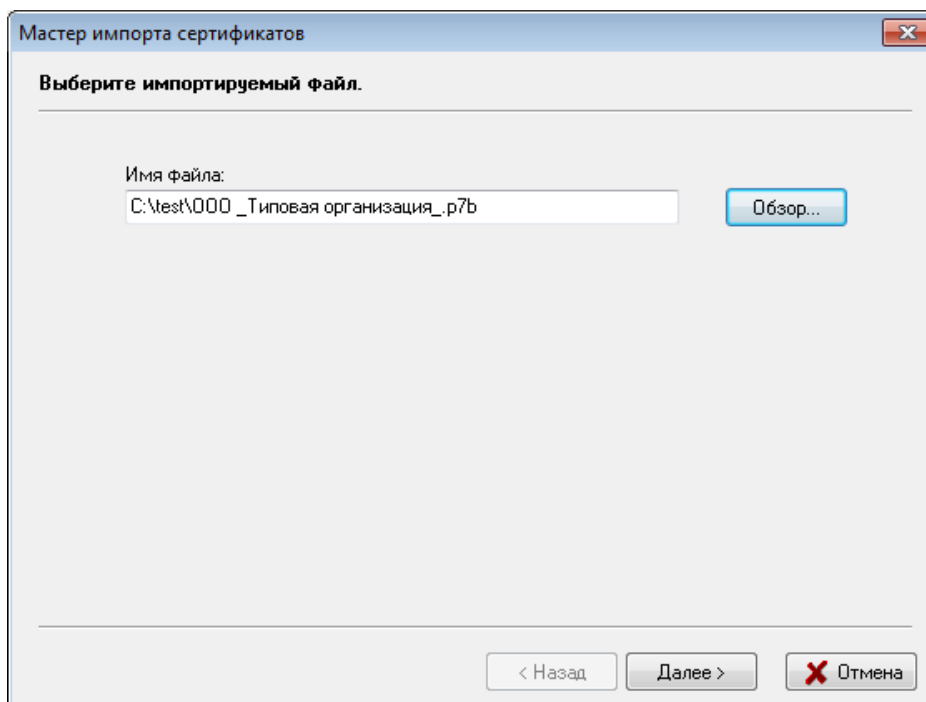 Мастер импорта сертификатов
Выберите импортируемый файл.
Имя файла:
C:\test\ООО _Типовая организация_.p7b
Обзор...
< Назад
Далее >
Отмена